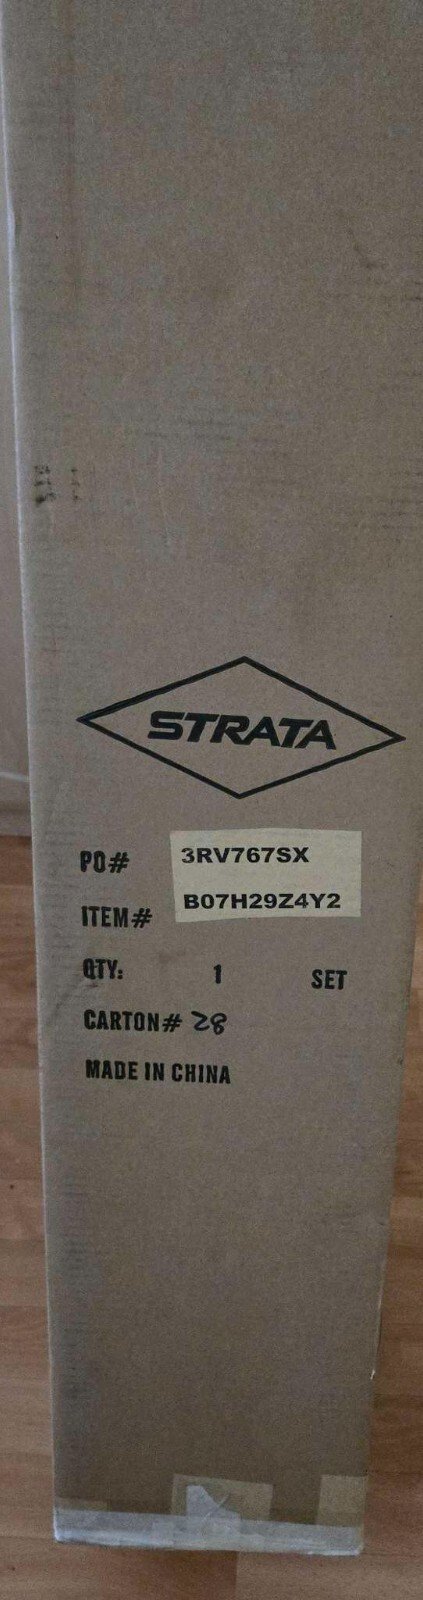 STRATA
PO# 3RV767SX
ITEM# B07H29Z4Y2
QTY: 1 SET
CARTON# 28
MADE IN CHINA